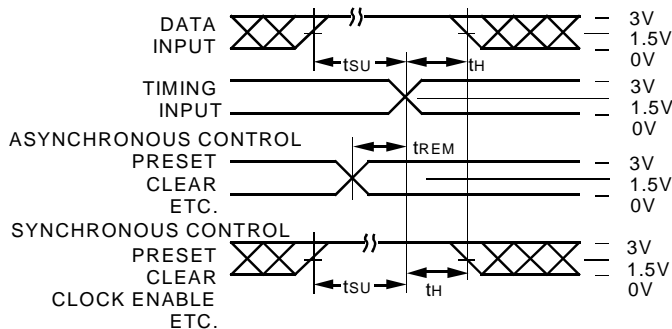 DATA
INPUT
tSU
tH
3V
1.5V
0V
TIMING
INPUT
3V
1.5V
0V
ASYNCHRONOUS CONTROL
PRESET
CLEAR
ETC.
tREM
3V
1.5V
0V
SYNCHRONOUS CONTROL
PRESET
CLEAR
CLOCK ENABLE
ETC.
tSU
tH
3V
1.5V
0V